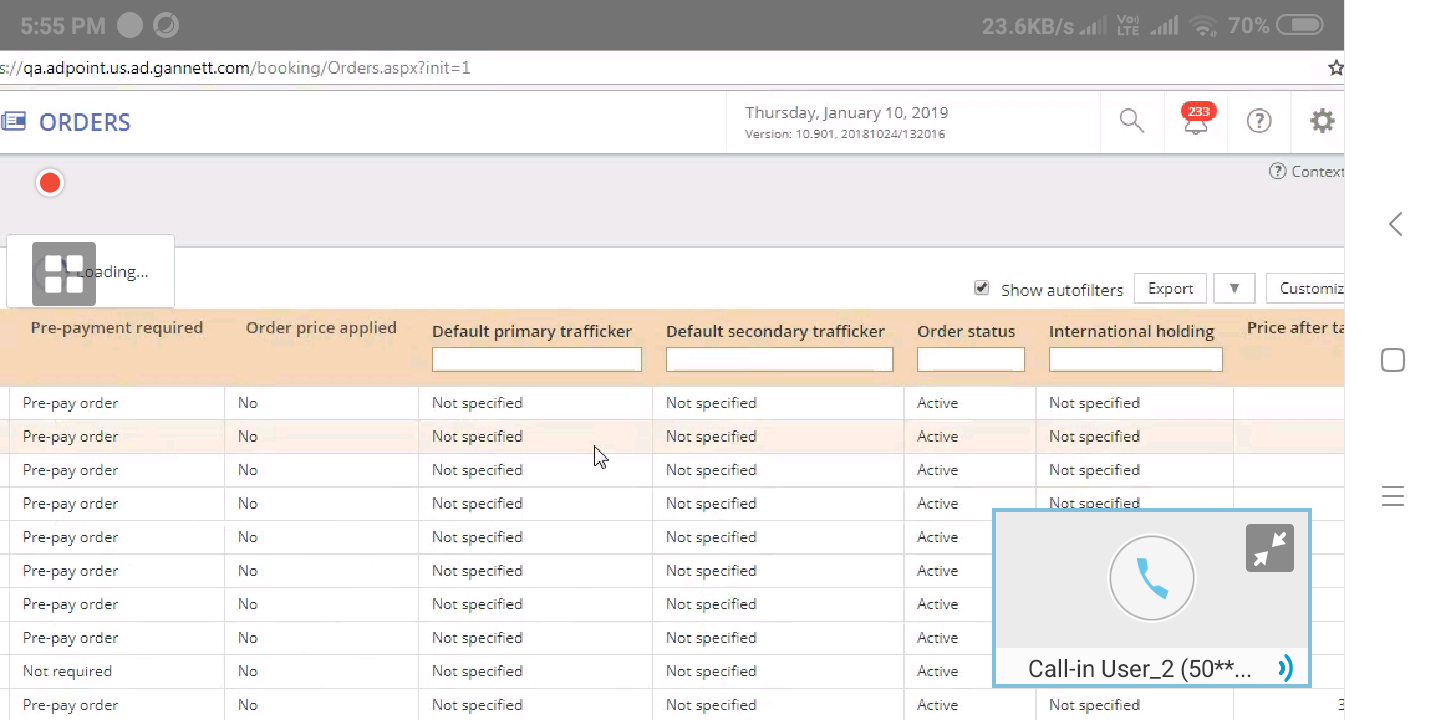 5:55 PM 23.6KB/s Vo) LTE 70%
s://qa.adpoint.us.ad.gannett.com/booking/Orders.aspx?init=1
ORDERS
Thursday, January 10, 2019
Version: 10.901, 20181024/132016
233
?
? Context
Loading...
Show autofilters Export ▼ Customiz
Pre-payment required Order price applied Default primary trafficker Default secondary trafficker Order status International holding Price after ta
Pre-pay order No Not specified Not specified Active Not specified
Pre-pay order No Not specified Not specified Active Not specified
Pre-pay order No Not specified Not specified Active Not specified
Pre-pay order No Not specified Not specified Active Not specified
Pre-pay order No Not specified Not specified Active
Pre-pay order No Not specified Not specified Active
Pre-pay order No Not specified Not specified Active
Pre-pay order No Not specified Not specified Active
Not required No Not specified Not specified Active
Pre-pay order No Not specified Not specified Active Not specified 3
Call-in User_2 (50**...